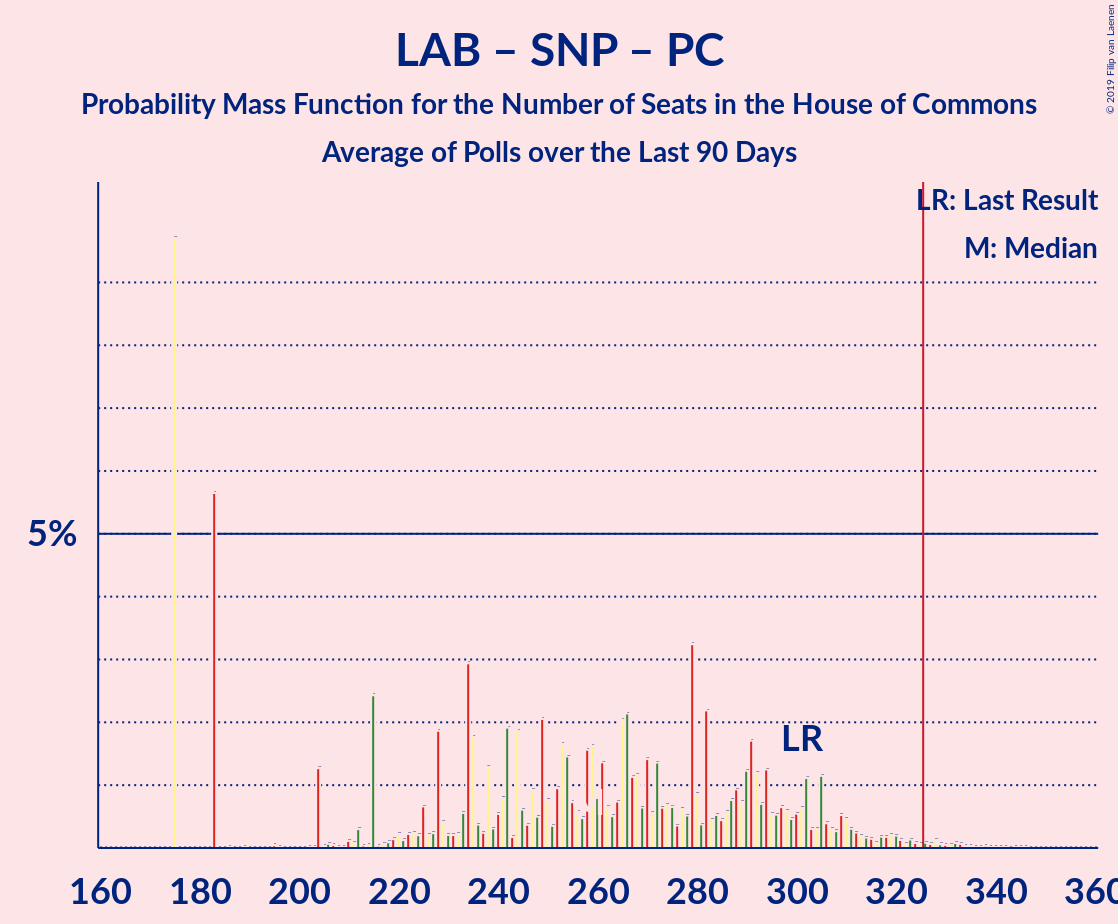 LAB – SNP – PC
Probability Mass Function for the Number of Seats in the House of Commons
Average of Polls over the Last 90 Days
© 2019 Filip van Laenen
LR: Last Result
M: Median
5%
LR
160 180 200 220 240 260 280 300 320 340 360